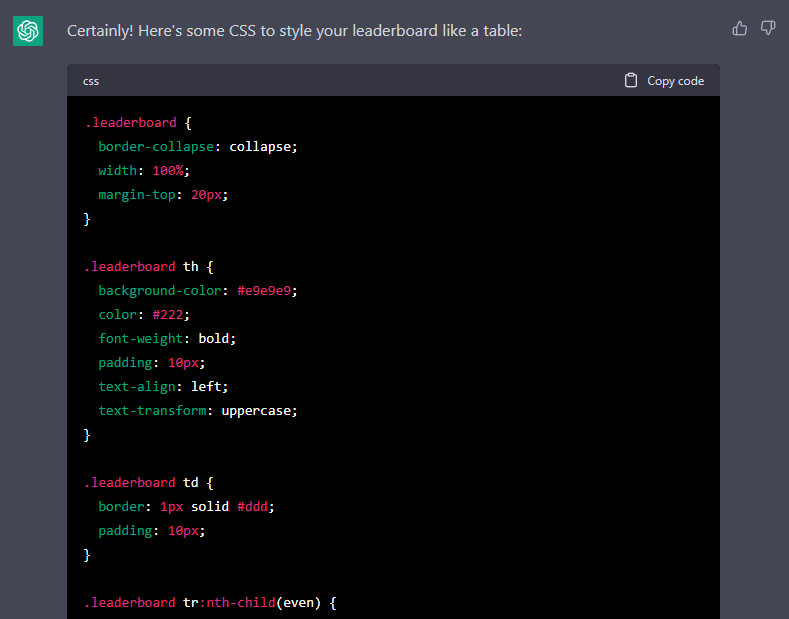 Certainly! Here's some CSS to style your leaderboard like a table:
css
Copy code
.leaderboard {
  border-collapse: collapse;
  width: 100%;
  margin-top: 20px;
}

.leaderboard th {
  background-color: #e9e9e9;
  color: #222;
  font-weight: bold;
  padding: 10px;
  text-align: left;
  text-transform: uppercase;
}

.leaderboard td {
  border: 1px solid #ddd;
  padding: 10px;
}

.leaderboard tr:nth-child(even) {